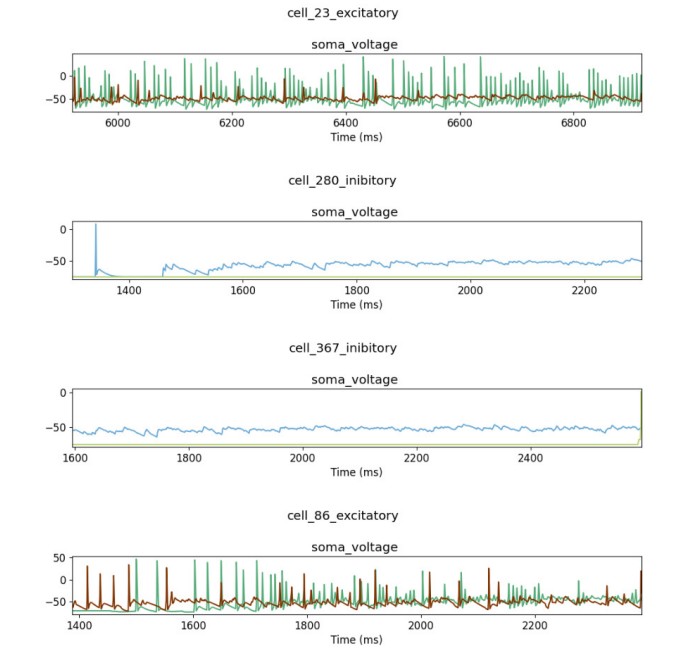 cell_23_excitatory
soma_voltage
0
−50
6000 6200 6400 6600 6800
Time (ms)
cell_280_inibitory
soma_voltage
0
−50
1400 1600 1800 2000 2200
Time (ms)
cell_367_inibitory
soma_voltage
0
−50
1600 1800 2000 2200 2400
Time (ms)
cell_86_excitatory
soma_voltage
50
0
−50
1400 1600 1800 2000 2200
Time (ms)